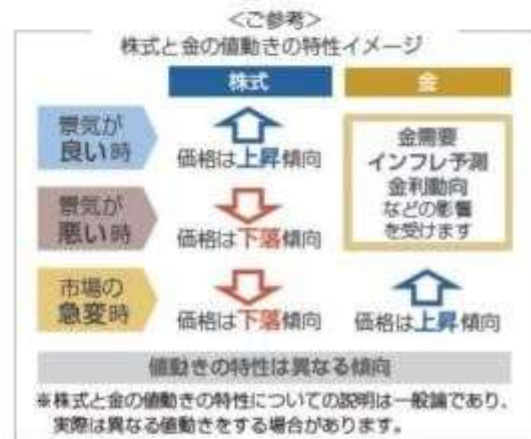 ＜ご参考＞
株式と金の値動きの特性イメージ
株式 金
景気が
良い時
価格は上昇傾向
金需要
インフレ予測
金利動向
などの影響
を受けます
景気が
悪い時
価格は下落傾向
市場の
急変時
価格は下落傾向 価格は上昇傾向
値動きの特性は異なる傾向
※株式と金の値動きの特性についての説明は一般論であり、
実際は異なる値動きをする場合があります。